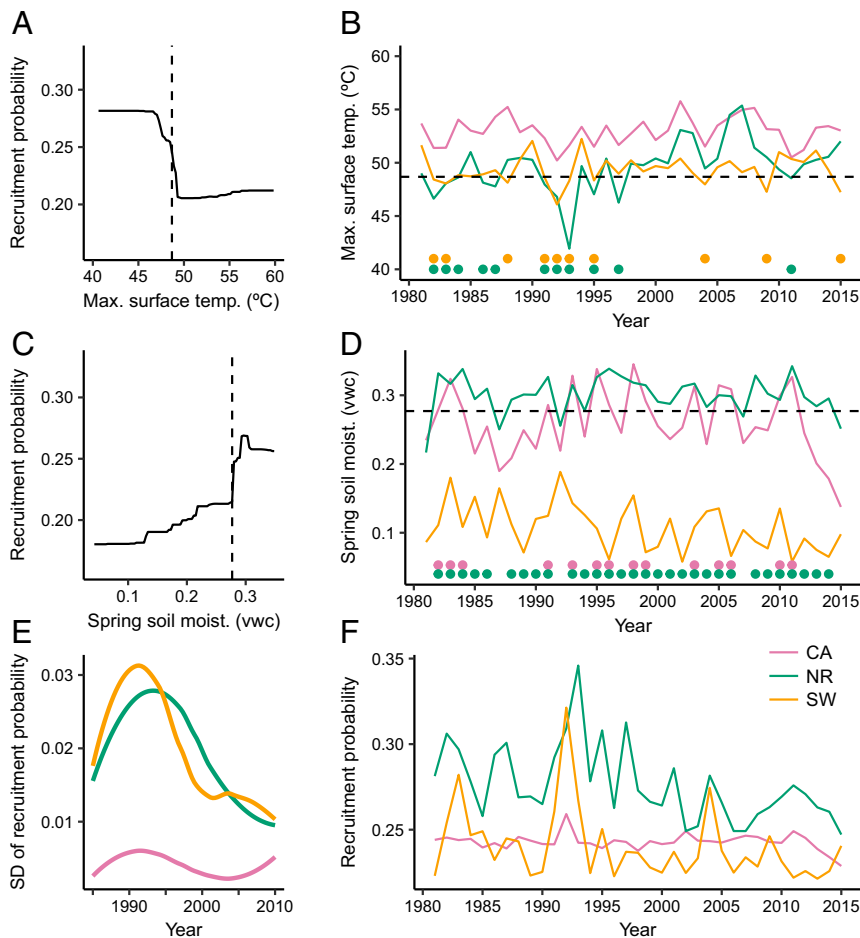 A
Recruitment probability
0.30
0.25
0.20
40 45 50 55 60
Max. surface temp. (ºC)
B
Max. surface temp. (ºC)
60
55
50
45
40
1980 1985 1990 1995 2000 2005 2010 2015
Year
C
Recruitment probability
0.30
0.25
0.20
0.1 0.2 0.3
Spring soil moist. (vwc)
D
Spring soil moist. (vwc)
0.3
0.2
0.1
1980 1985 1990 1995 2000 2005 2010 2015
Year
E
SD of recruitment probability
0.03
0.02
0.01
1990 2000 2010
Year
F
Recruitment probability
0.35
0.30
0.25
1980 1985 1990 1995 2000 2005 2010 2015
Year
CA
NR
SW